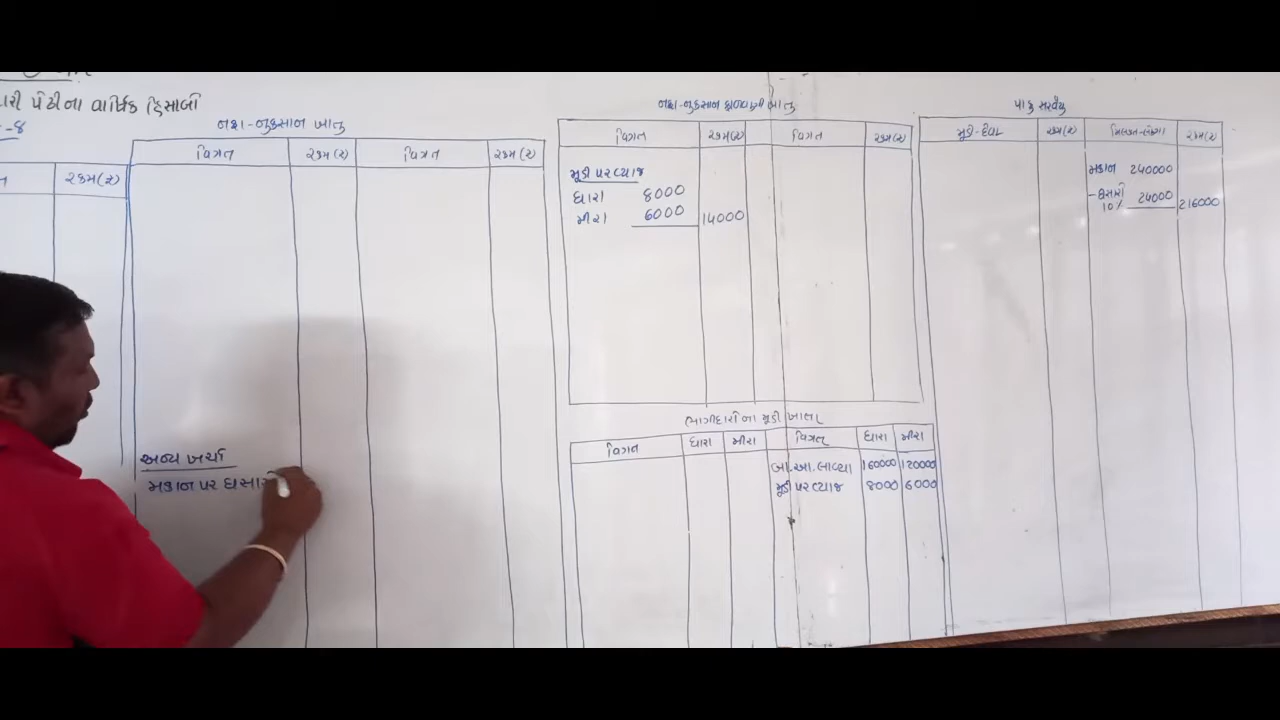 પેઢીના વાર્ષિક હિસાબો
-૪
રકમ(₹)
નફા-નુકસાન ખાતુ
વિગત રકમ(₹) વિગત રકમ(₹)
અન્ય ખર્ચા
મકાન પર ઘસારો
નફા-નુકસાન ખાતુ
વિગત રકમ(₹) વિગત રકમ(₹)
મૂડી પર વ્યાજ
ધારા 8000
મીરા 6000 14000
ભાગીદારોના મૂડી ખાતા
વિગત ધારા મીરા વિગત ધારા મીરા
બા.આ.લાવ્યા 160000 120000
મૂડી પર વ્યાજ 8000 6000
પાકુ સરવૈયુ
મૂડી-દેવા રકમ(₹) મિલકત-લેણા રકમ(₹)
મકાન 240000
-ઘસારો 10% 24000 216000